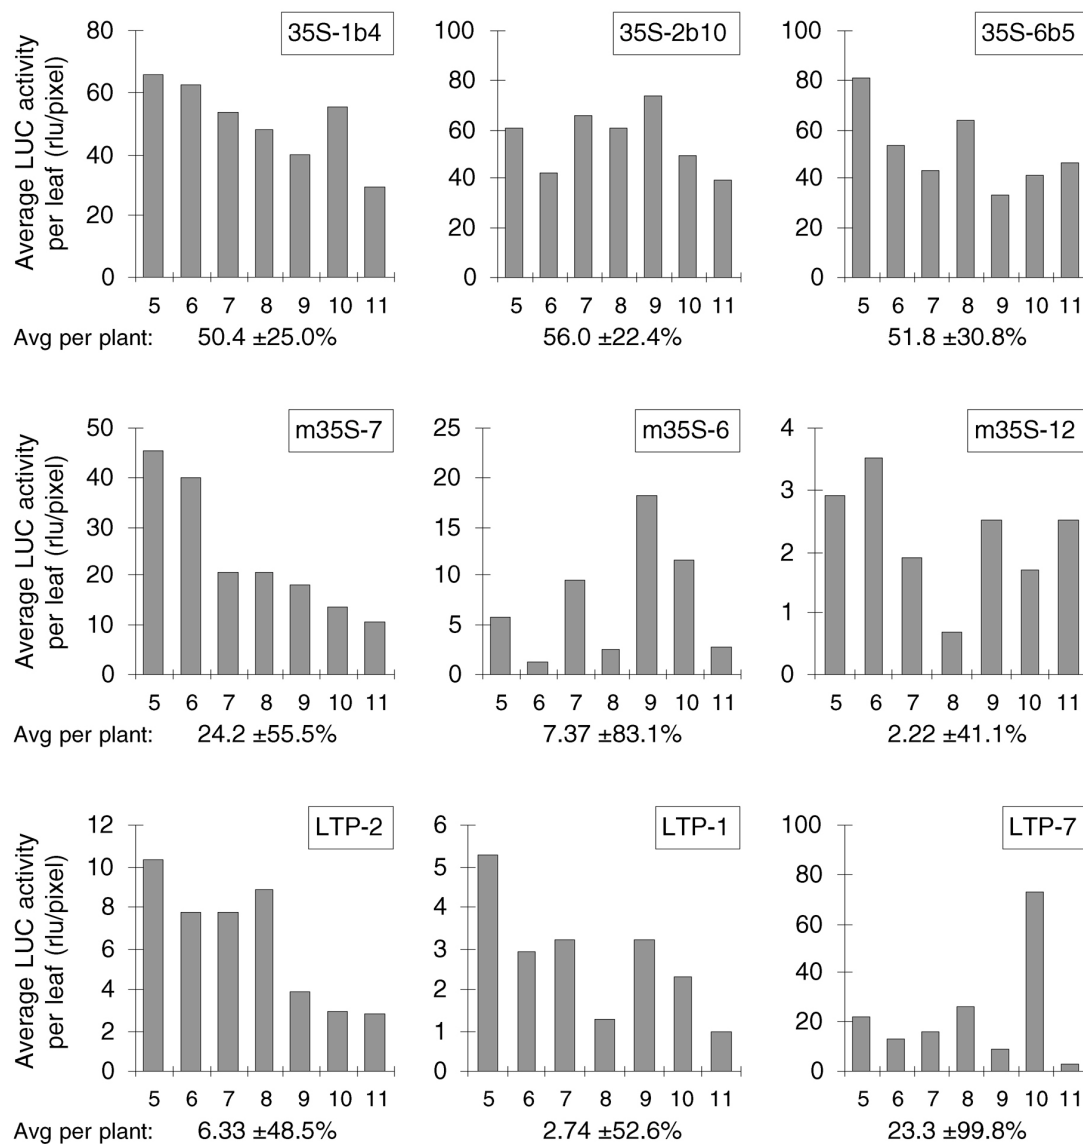 35S-1b4
35S-2b10
35S-6b5
Average LUC activity
per leaf (rlu/pixel)
80
60
40
20
0
5 6 7 8 9 10 11
100
80
60
40
20
0
5 6 7 8 9 10 11
100
80
60
40
20
0
5 6 7 8 9 10 11
Avg per plant: 50.4 ±25.0% 56.0 ±22.4% 51.8 ±30.8%
m35S-7
m35S-6
m35S-12
Average LUC activity
per leaf (rlu/pixel)
50
40
30
20
10
0
5 6 7 8 9 10 11
25
20
15
10
5
0
5 6 7 8 9 10 11
4
3
2
1
0
5 6 7 8 9 10 11
Avg per plant: 24.2 ±55.5% 7.37 ±83.1% 2.22 ±41.1%
LTP-2
LTP-1
LTP-7
Average LUC activity
per leaf (rlu/pixel)
12
10
8
6
4
2
0
5 6 7 8 9 10 11
6
5
4
3
2
1
0
5 6 7 8 9 10 11
100
80
60
40
20
0
5 6 7 8 9 10 11
Avg per plant: 6.33 ±48.5% 2.74 ±52.6% 23.3 ±99.8%